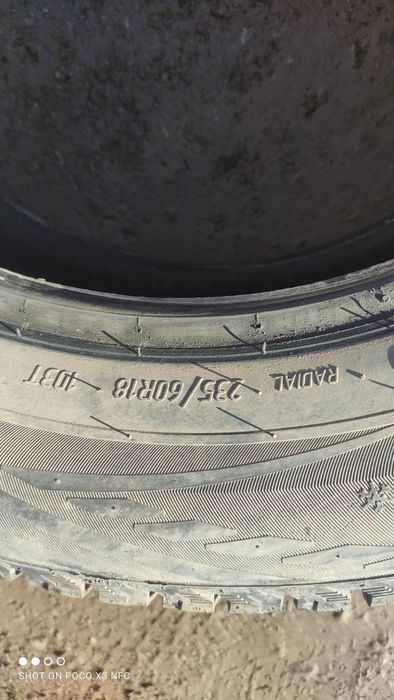 RADIAL 235/60R18 103T
SHOT ON POCO X3 NFC